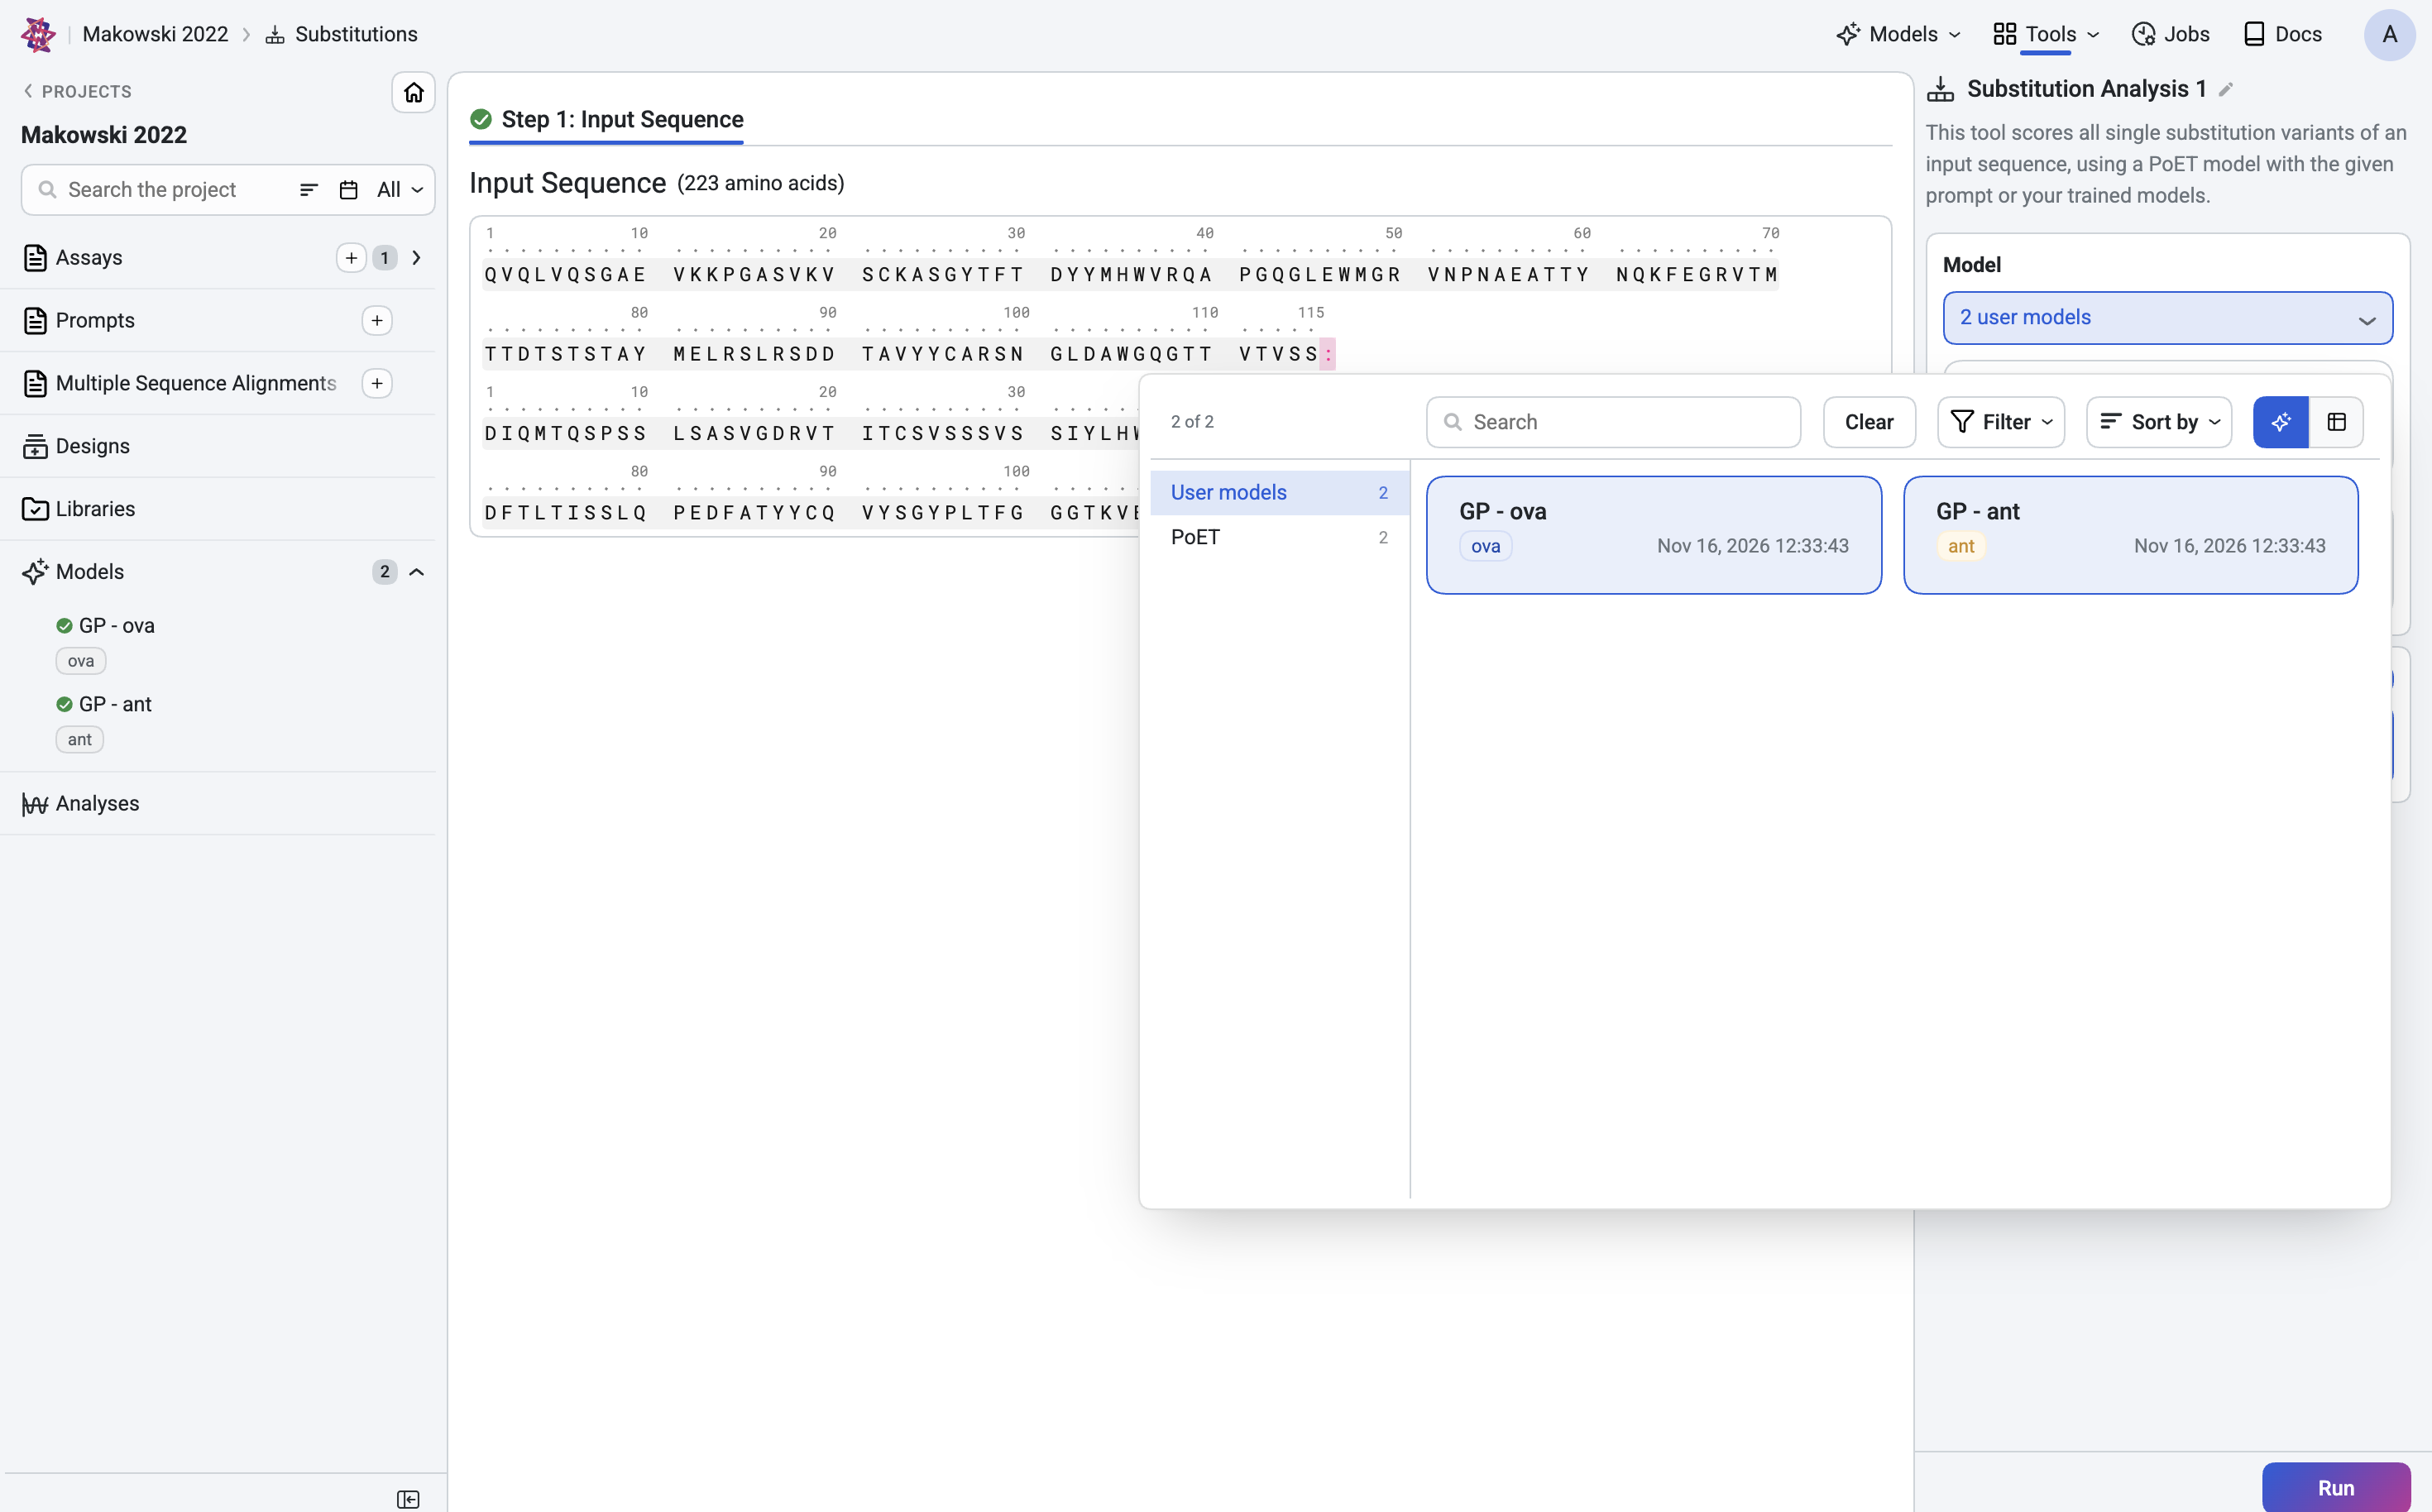 Makowski 2022 > Substitutions
Models
Tools
Jobs
Docs
A
PROJECTS
Makowski 2022
Search the project
All
Assays
1
Prompts
Multiple Sequence Alignments
Designs
Libraries
Models
2
GP - ova
ova
GP - ant
ant
Analyses
Step 1: Input Sequence
Input Sequence (223 amino acids)
1 10 20 30 40 50 60 70
QVQLVQSGAE VKKPGASVKV SCKASGYTFT DYYMHWVRQA PGQGLEWMGR VNPNAEATTY NQKFEGRVTM
80 90 100 110 115
TTDTSTSTAY MELRSLRSDD TAVYYCARSN GLDAWGQGTT VTVSS:
1 10 20 30
DIQMTQSPSS LSASVGDRVT ITCSVSSSVS SIYLH
80 90 100
DFTLTISSLQ PEDFATYYCQ VYSGYPLTFG GGTKV
2 of 2
Search
Clear
Filter
Sort by
User models 2
PoET 2
GP - ova
ova Nov 16, 2026 12:33:43
GP - ant
ant Nov 16, 2026 12:33:43
Substitution Analysis 1
This tool scores all single substitution variants of an
input sequence, using a PoET model with the given
prompt or your trained models.
Model
2 user models
Run